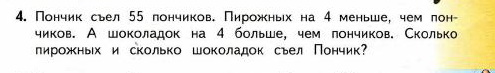 4. Пончик съел 55 пончиков. Пирожных на 4 меньше, чем пон-
чиков. А шоколадок на 4 больше, чем пончиков. Сколько
пирожных и сколько шоколадок съел Пончик?